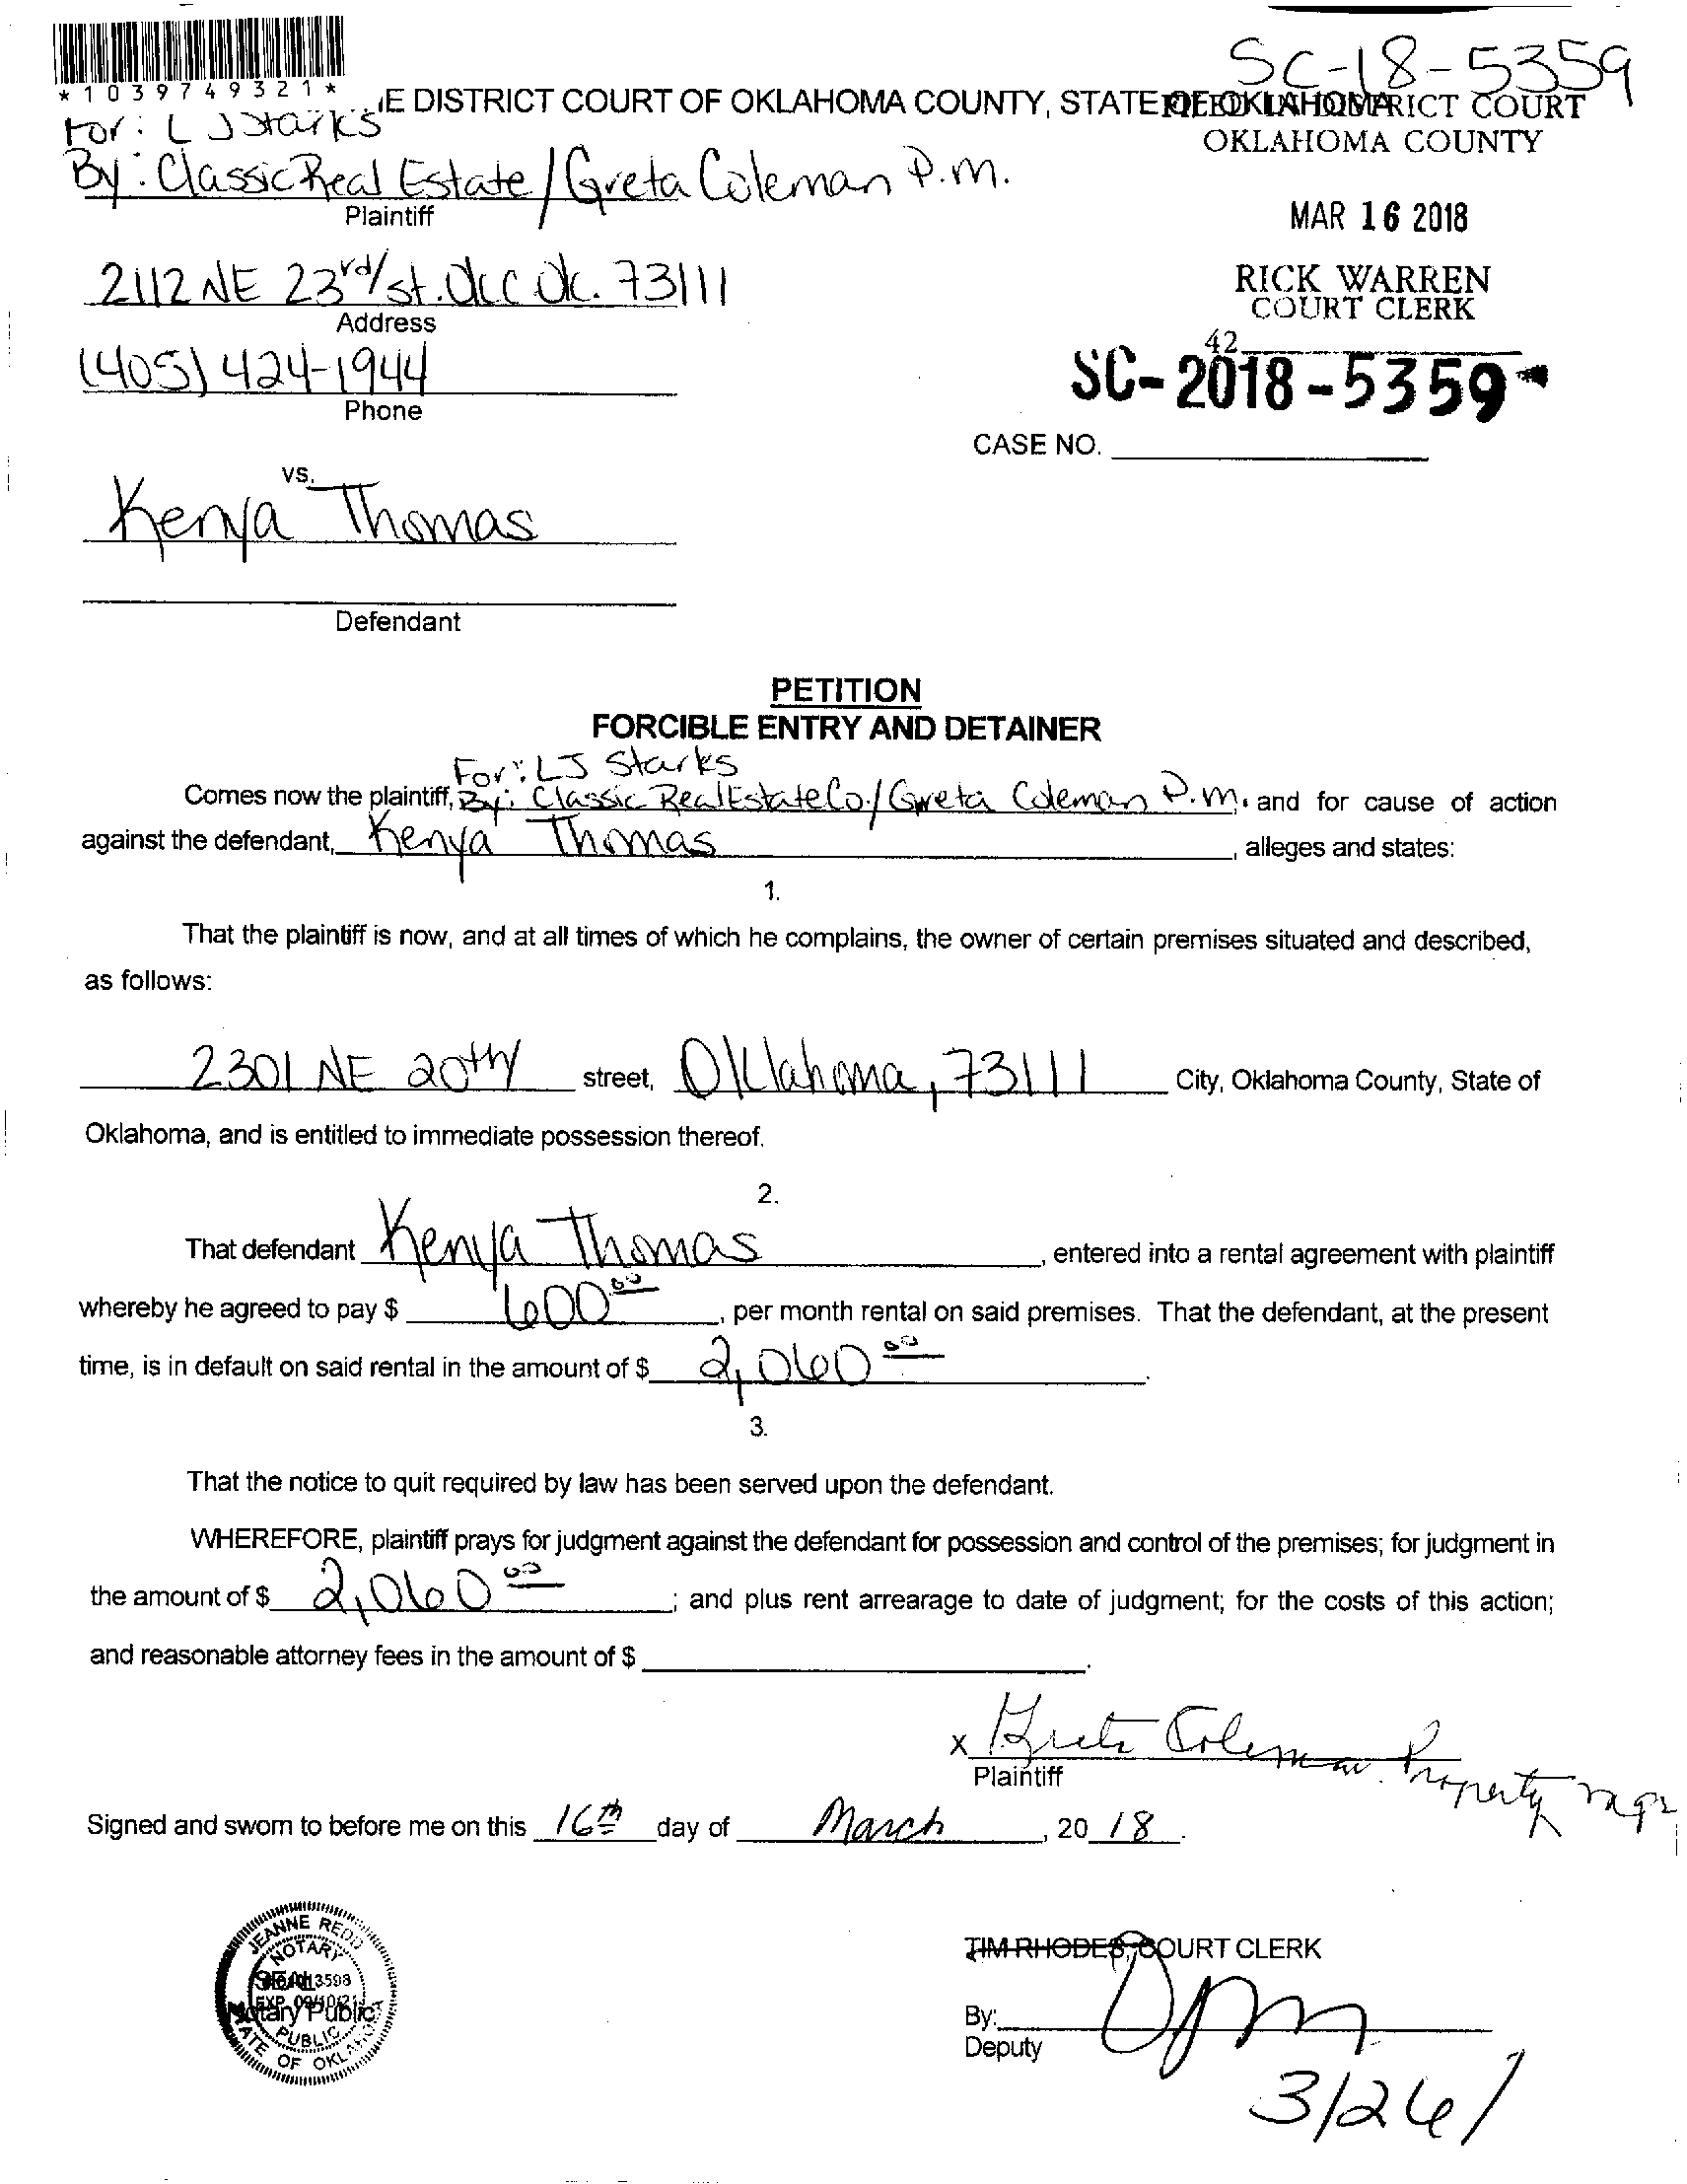 *1039749321*
SC-18-5359
IE DISTRICT COURT OF OKLAHOMA COUNTY, STATE OF OKLAHOMA
FILED IN DISTRICT COURT
OKLAHOMA COUNTY
For: L J Starks
By: Classic Real Estate / Greta Coleman P.M.
Plaintiff
MAR 16 2018
2112 NE 23rd/st. OKC OK. 73111
Address
RICK WARREN
COURT CLERK
42
(405) 424-1944
Phone
SC-2018-5359
CASE NO.
vs.
Kenya Thomas
Defendant
PETITION
FORCIBLE ENTRY AND DETAINER
For: LJ Starks
Comes now the plaintiff, By: Classic RealEstate Co./Greta Coleman P.M. and for cause of action
against the defendant, Kenya Thomas, alleges and states:
1.
That the plaintiff is now, and at all times of which he complains, the owner of certain premises situated and described,
as follows:
2301 NE 20th street, Oklahoma, 73111 City, Oklahoma County, State of
Oklahoma, and is entitled to immediate possession thereof.
2.
That defendant Kenya Thomas, entered into a rental agreement with plaintiff
whereby he agreed to pay $ 600.00, per month rental on said premises. That the defendant, at the present
time, is in default on said rental in the amount of $ 2,060.00.
3.
That the notice to quit required by law has been served upon the defendant.
WHEREFORE, plaintiff prays for judgment against the defendant for possession and control of the premises; for judgment in
the amount of $ 2,060.00; and plus rent arrearage to date of judgment; for the costs of this action;
and reasonable attorney fees in the amount of $ .
x Greta Coleman Property mgr
Plaintiff
Signed and sworn to before me on this 16th day of March, 20 18.
JEANNE REDD
NOTARY
SEAL
Notary Public
PUBLIC
STATE OF OKLAHOMA
TIM RHODES, COURT CLERK
By:
Deputy
3/26/